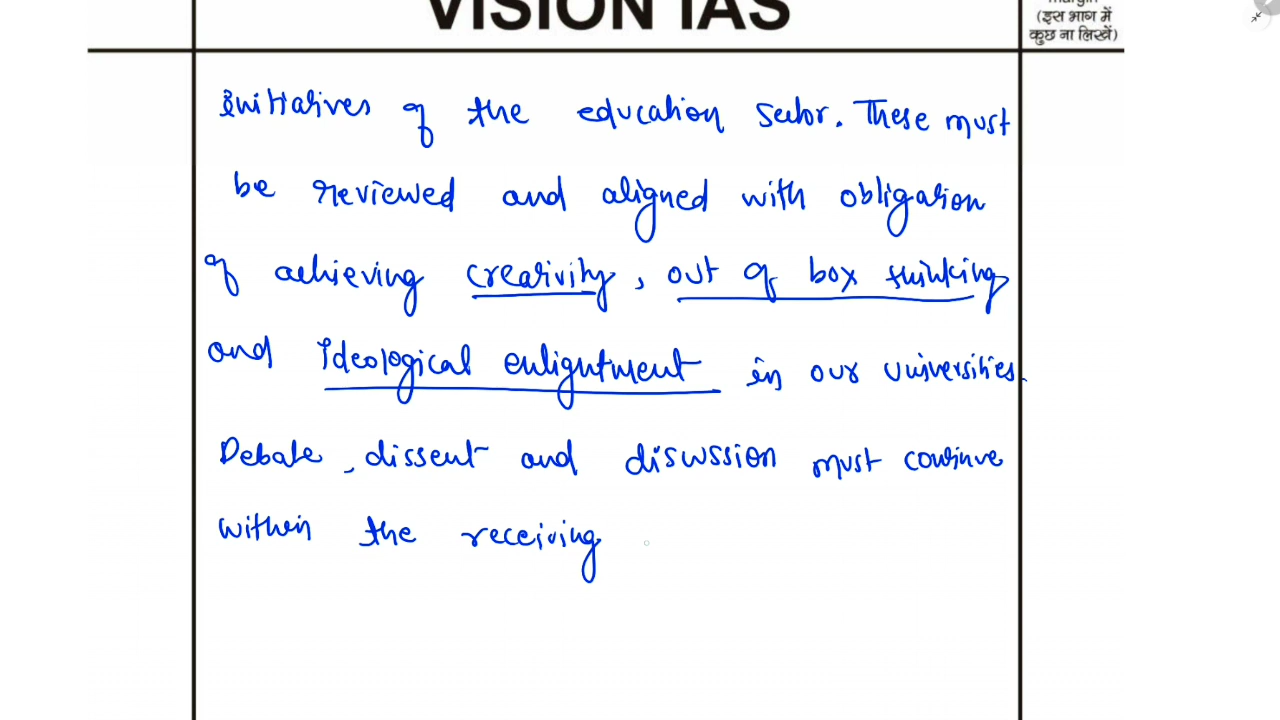 VISION IAS
margin
(इस भाग में
कुछ ना लिखें)
initiatives of the education sector. These must
be reviewed and aligned with obligation
of achieving creativity, out of box thinking
and ideological enlightment in our universities.
Debate, dissent and discussion must continue
within the receiving